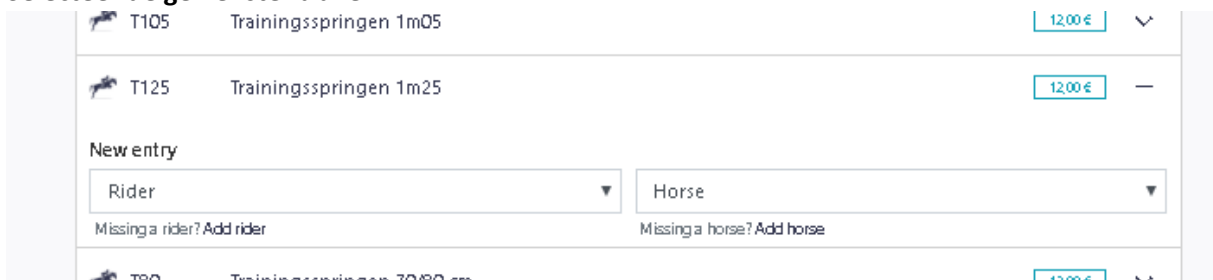 T105 Trainingsspringen 1m05 12,00 €
T125 Trainingsspringen 1m25 12,00 €
New entry
Rider Horse
Missing a rider? Add rider Missing a horse? Add horse
T80 Trainingsspringen 70/80 cm 12,00 €